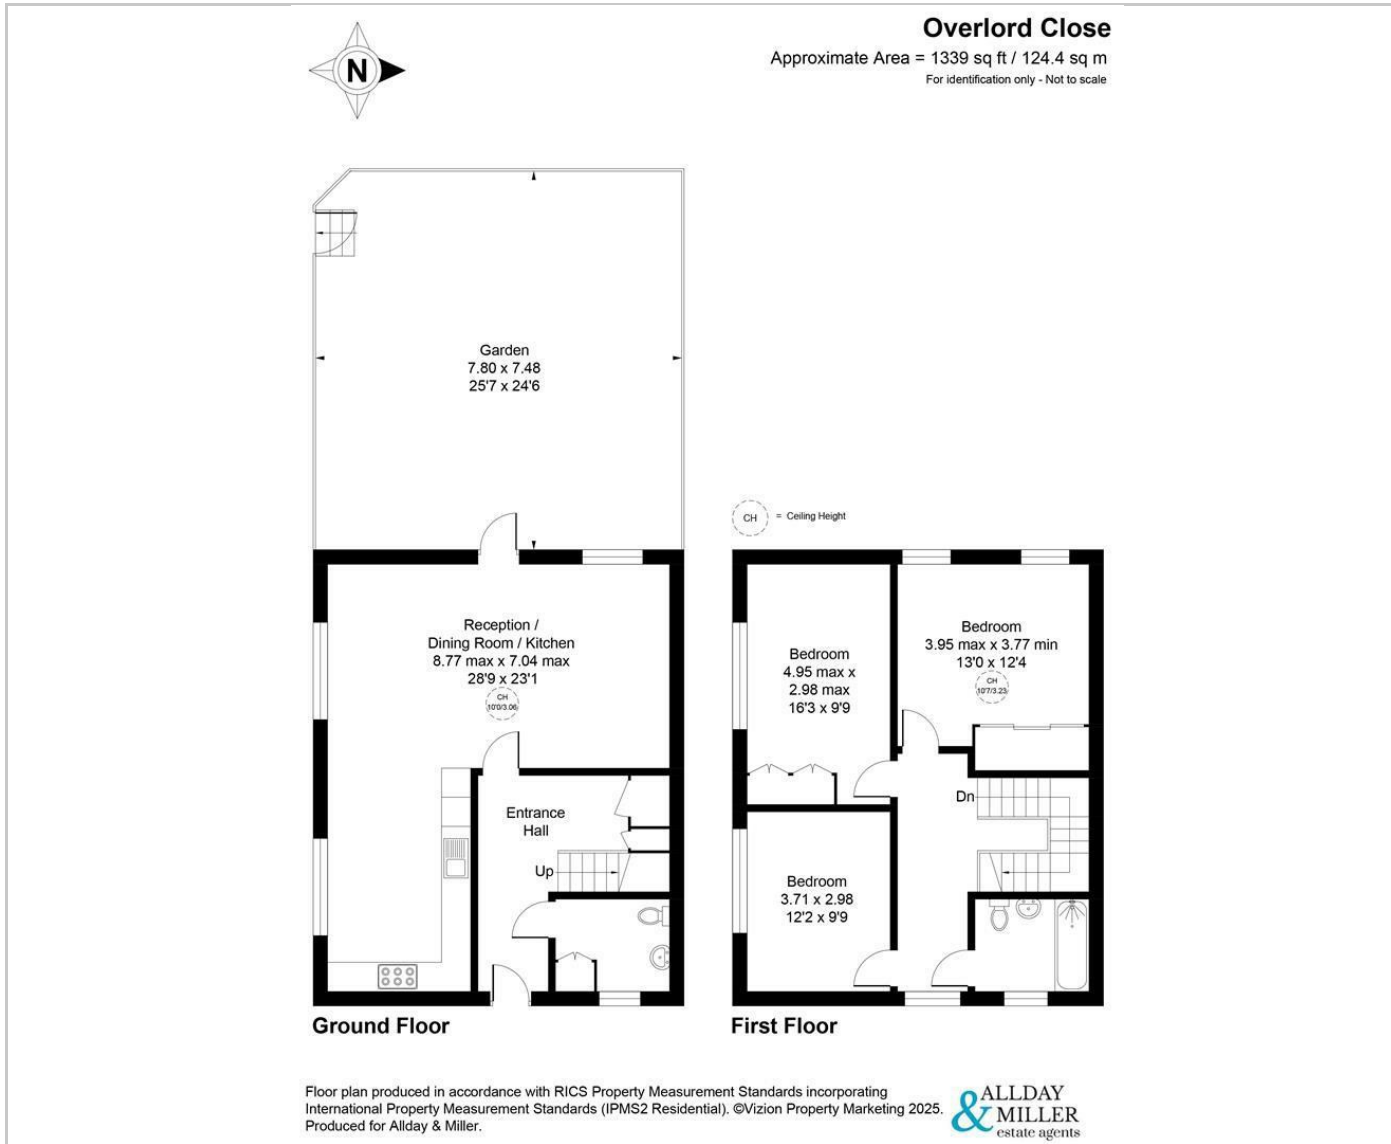 Overlord Close
Approximate Area = 1339 sq ft / 124.4 sq m
For identification only - Not to scale
N
Garden
7.80 x 7.48
25'7 x 24'6
CH = Ceiling Height
Reception /
Dining Room / Kitchen
8.77 max x 7.04 max
28'9 x 23'1
CH
10'0/3.06
Entrance
Hall
Up
Ground Floor
Bedroom
4.95 max x
2.98 max
16'3 x 9'9
Bedroom
3.95 max x 3.77 min
13'0 x 12'4
CH
10'7/3.23
Dn
Bedroom
3.71 x 2.98
12'2 x 9'9
First Floor
Floor plan produced in accordance with RICS Property Measurement Standards incorporating
International Property Measurement Standards (IPMS2 Residential). ©Vizion Property Marketing 2025.
Produced for Allday & Miller.
ALLDAY
& MILLER
estate agents